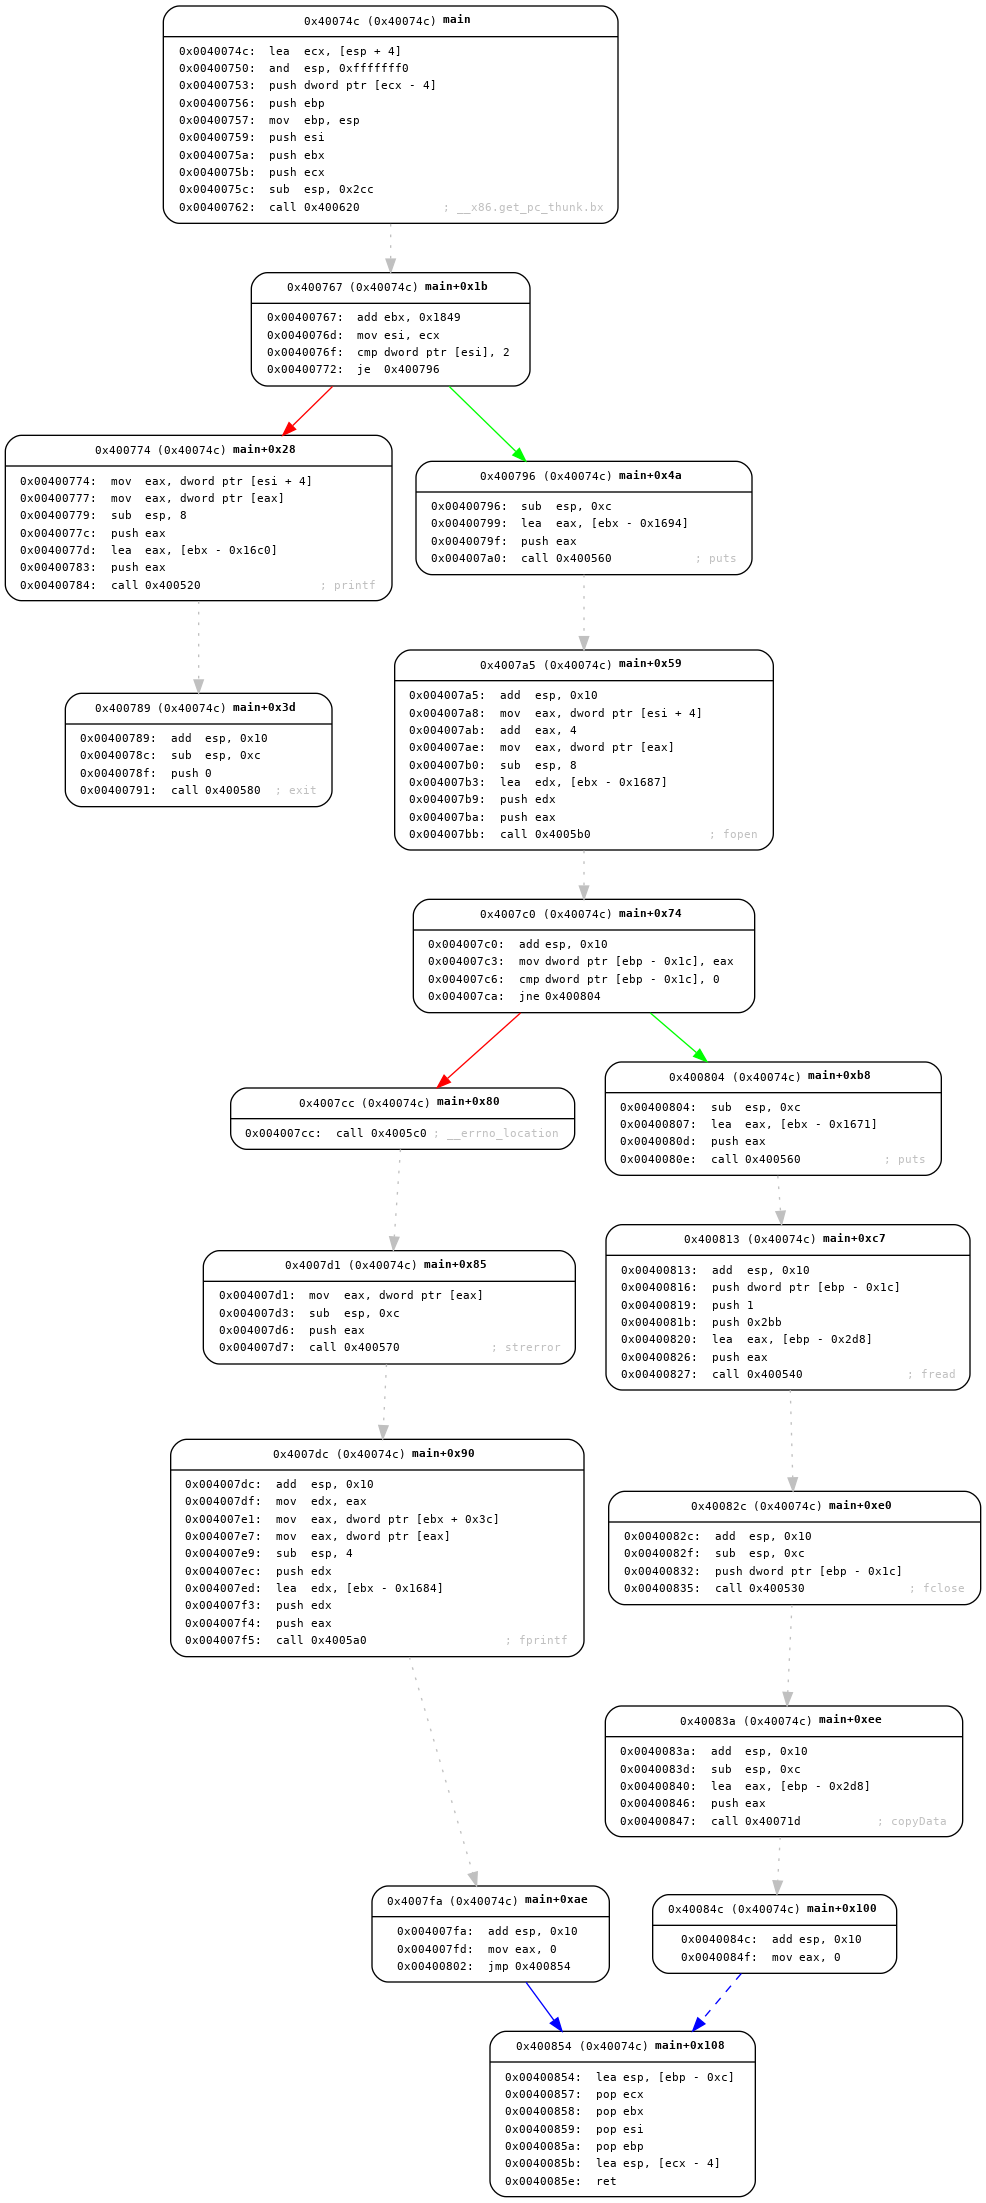 0x40074c (0x40074c) main
0x0040074c: lea ecx, [esp + 4]
0x00400750: and esp, 0xfffffff0
0x00400753: push dword ptr [ecx - 4]
0x00400756: push ebp
0x00400757: mov ebp, esp
0x00400759: push esi
0x0040075a: push ebx
0x0040075b: push ecx
0x0040075c: sub esp, 0x2cc
0x00400762: call 0x400620 ; __x86.get_pc_thunk.bx
0x400767 (0x40074c) main+0x1b
0x00400767: add ebx, 0x1849
0x0040076d: mov esi, ecx
0x0040076f: cmp dword ptr [esi], 2
0x00400772: je 0x400796
0x400774 (0x40074c) main+0x28
0x00400774: mov eax, dword ptr [esi + 4]
0x00400777: mov eax, dword ptr [eax]
0x00400779: sub esp, 8
0x0040077c: push eax
0x0040077d: lea eax, [ebx - 0x16c0]
0x00400783: push eax
0x00400784: call 0x400520 ; printf
0x400796 (0x40074c) main+0x4a
0x00400796: sub esp, 0xc
0x00400799: lea eax, [ebx - 0x1694]
0x0040079f: push eax
0x004007a0: call 0x400560 ; puts
0x400789 (0x40074c) main+0x3d
0x00400789: add esp, 0x10
0x0040078c: sub esp, 0xc
0x0040078f: push 0
0x00400791: call 0x400580 ; exit
0x4007a5 (0x40074c) main+0x59
0x004007a5: add esp, 0x10
0x004007a8: mov eax, dword ptr [esi + 4]
0x004007ab: add eax, 4
0x004007ae: mov eax, dword ptr [eax]
0x004007b0: sub esp, 8
0x004007b3: lea edx, [ebx - 0x1687]
0x004007b9: push edx
0x004007ba: push eax
0x004007bb: call 0x4005b0 ; fopen
0x4007c0 (0x40074c) main+0x74
0x004007c0: add esp, 0x10
0x004007c3: mov dword ptr [ebp - 0x1c], eax
0x004007c6: cmp dword ptr [ebp - 0x1c], 0
0x004007ca: jne 0x400804
0x4007cc (0x40074c) main+0x80
0x004007cc: call 0x4005c0 ; __errno_location
0x400804 (0x40074c) main+0xb8
0x00400804: sub esp, 0xc
0x00400807: lea eax, [ebx - 0x1671]
0x0040080d: push eax
0x0040080e: call 0x400560 ; puts
0x4007d1 (0x40074c) main+0x85
0x004007d1: mov eax, dword ptr [eax]
0x004007d3: sub esp, 0xc
0x004007d6: push eax
0x004007d7: call 0x400570 ; strerror
0x400813 (0x40074c) main+0xc7
0x00400813: add esp, 0x10
0x00400816: push dword ptr [ebp - 0x1c]
0x00400819: push 1
0x0040081b: push 0x2bb
0x00400820: lea eax, [ebp - 0x2d8]
0x00400826: push eax
0x00400827: call 0x400540 ; fread
0x4007dc (0x40074c) main+0x90
0x004007dc: add esp, 0x10
0x004007df: mov edx, eax
0x004007e1: mov eax, dword ptr [ebx + 0x3c]
0x004007e7: mov eax, dword ptr [eax]
0x004007e9: sub esp, 4
0x004007ec: push edx
0x004007ed: lea edx, [ebx - 0x1684]
0x004007f3: push edx
0x004007f4: push eax
0x004007f5: call 0x4005a0 ; fprintf
0x40082c (0x40074c) main+0xe0
0x0040082c: add esp, 0x10
0x0040082f: sub esp, 0xc
0x00400832: push dword ptr [ebp - 0x1c]
0x00400835: call 0x400530 ; fclose
0x40083a (0x40074c) main+0xee
0x0040083a: add esp, 0x10
0x0040083d: sub esp, 0xc
0x00400840: lea eax, [ebp - 0x2d8]
0x00400846: push eax
0x00400847: call 0x40071d ; copyData
0x4007fa (0x40074c) main+0xae
0x004007fa: add esp, 0x10
0x004007fd: mov eax, 0
0x00400802: jmp 0x400854
0x40084c (0x40074c) main+0x100
0x0040084c: add esp, 0x10
0x0040084f: mov eax, 0
0x400854 (0x40074c) main+0x108
0x00400854: lea esp, [ebp - 0xc]
0x00400857: pop ecx
0x00400858: pop ebx
0x00400859: pop esi
0x0040085a: pop ebp
0x0040085b: lea esp, [ecx - 4]
0x0040085e: ret